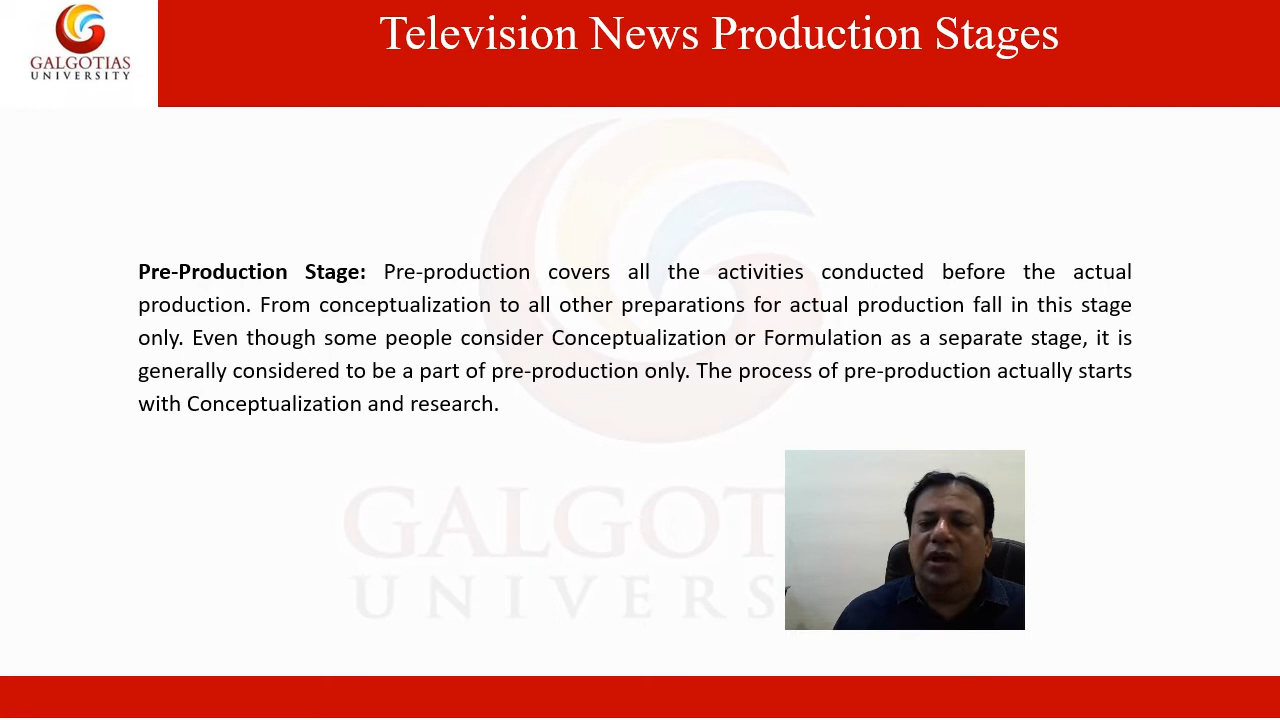 GALGOTIAS
UNIVERSITY
Television News Production Stages
Pre-Production Stage: Pre-production covers all the activities conducted before the actual
production. From conceptualization to all other preparations for actual production fall in this stage
only. Even though some people consider Conceptualization or Formulation as a separate stage, it is
generally considered to be a part of pre-production only. The process of pre-production actually starts
with Conceptualization and research.
GALGOT
UNIVERS